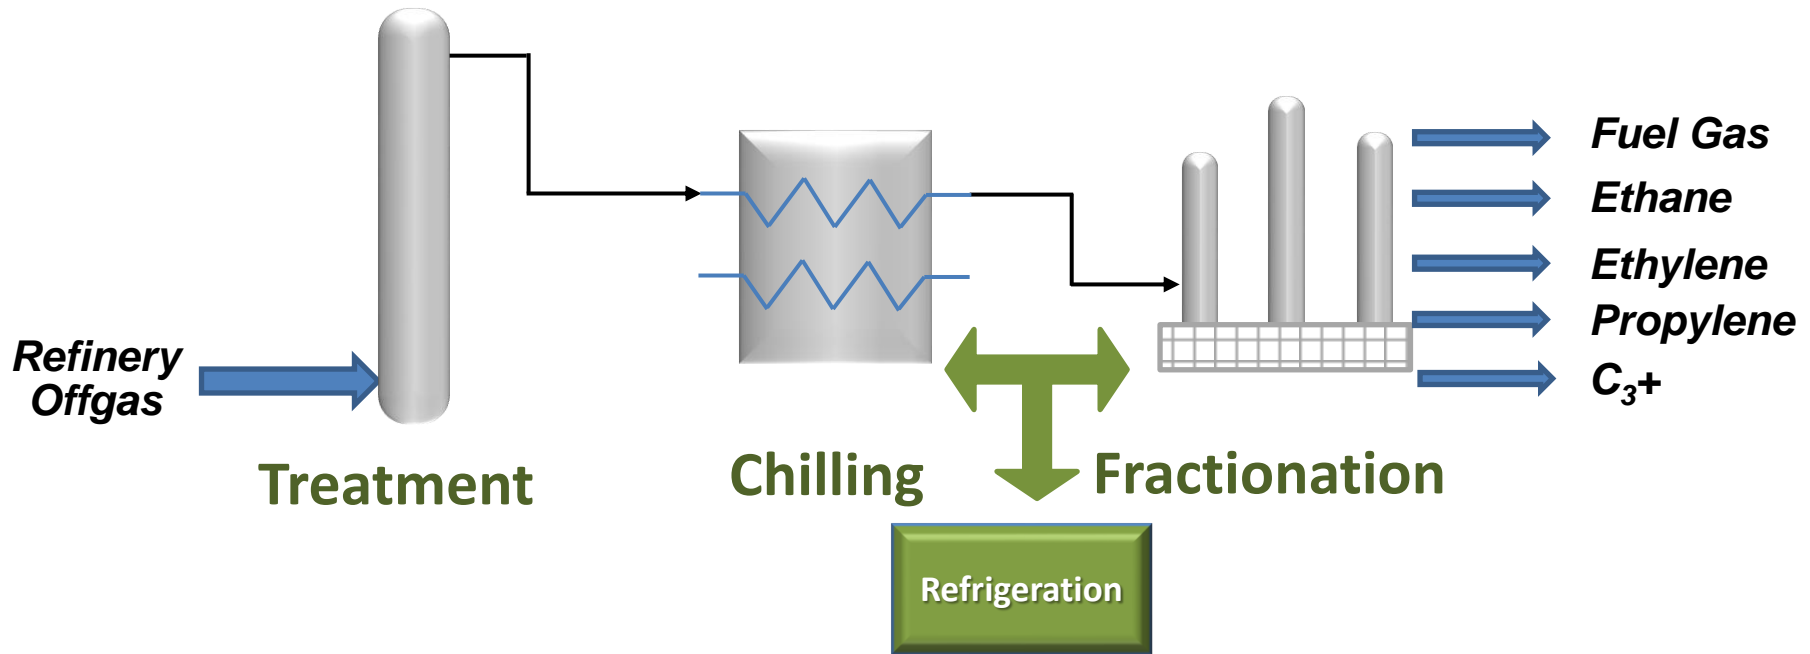 Refinery
Offgas
Treatment
Chilling
Fractionation
Refrigeration
Fuel Gas
Ethane
Ethylene
Propylene
C₃+